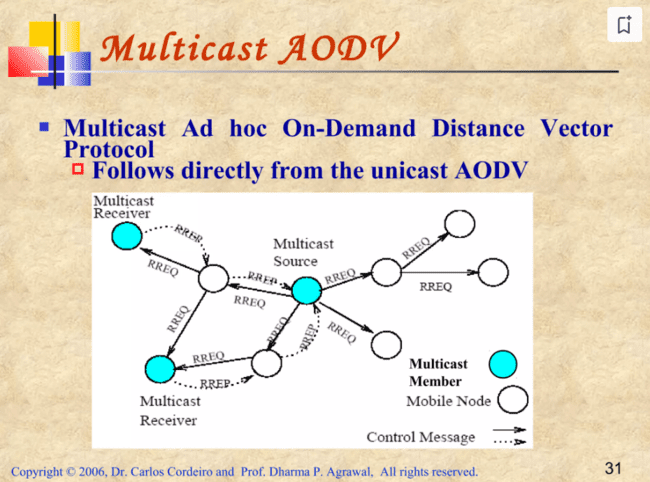 Multicast AODV
Multicast Ad hoc On-Demand Distance Vector
Protocol
Follows directly from the unicast AODV
Multicast
Receiver
RREP
RREQ
Multicast
Source
RREP
RREQ
RREQ
RREQ
RREQ
RREQ
RREQ
RREP
RREQ
RREQ
RREP
Multicast
Receiver
Multicast
Member
Mobile Node
Control Message
Copyright © 2006, Dr. Carlos Cordeiro and Prof. Dharma P. Agrawal, All rights reserved.
31